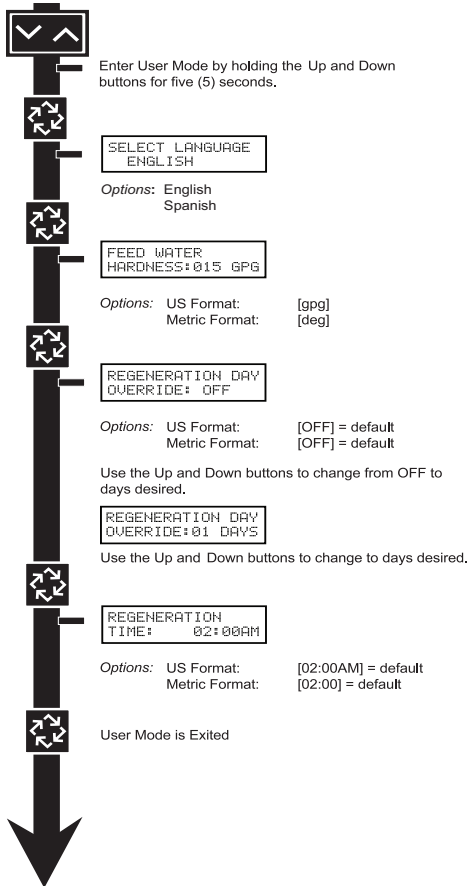 Enter User Mode by holding the Up and Down
buttons for five (5) seconds.
SELECT LANGUAGE
ENGLISH
Options: English
Spanish
FEED WATER
HARDNESS:015 GPG
Options: US Format: [gpg]
Metric Format: [deg]
REGENERATION DAY
OVERRIDE: OFF
Options: US Format: [OFF] = default
Metric Format: [OFF] = default
Use the Up and Down buttons to change from OFF to
days desired.
REGENERATION DAY
OVERRIDE:01 DAYS
Use the Up and Down buttons to change to days desired.
REGENERATION
TIME: 02:00AM
Options: US Format: [02:00AM] = default
Metric Format: [02:00] = default
User Mode is Exited